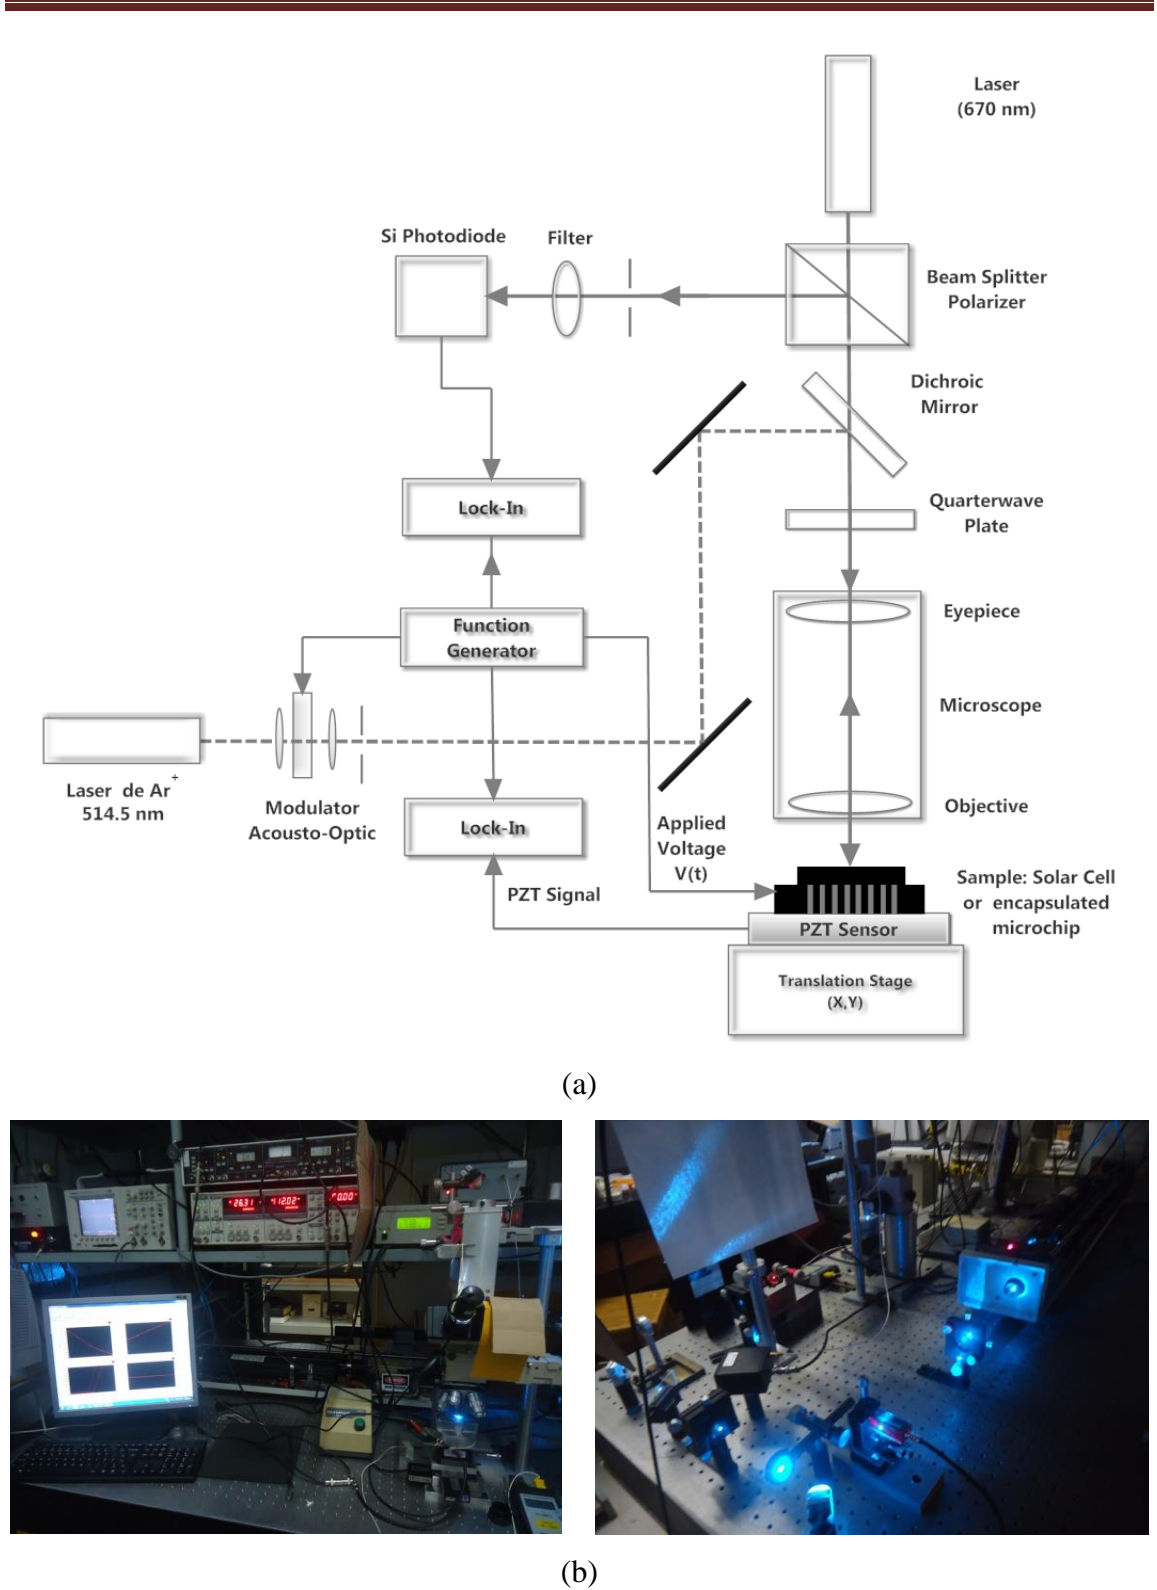 Laser
(670 nm)
Si Photodiode
Filter
Beam Splitter
Polarizer
Dichroic
Mirror
Lock-In
Quarterwave
Plate
Function
Generator
Eyepiece
Microscope
Laser de Ar+
514.5 nm
Modulator
Acousto-Optic
Lock-In
Applied
Voltage
V(t)
Objective
PZT Signal
Sample: Solar Cell
or encapsulated
microchip
PZT Sensor
Translation Stage
(X,Y)
(a)
(b)